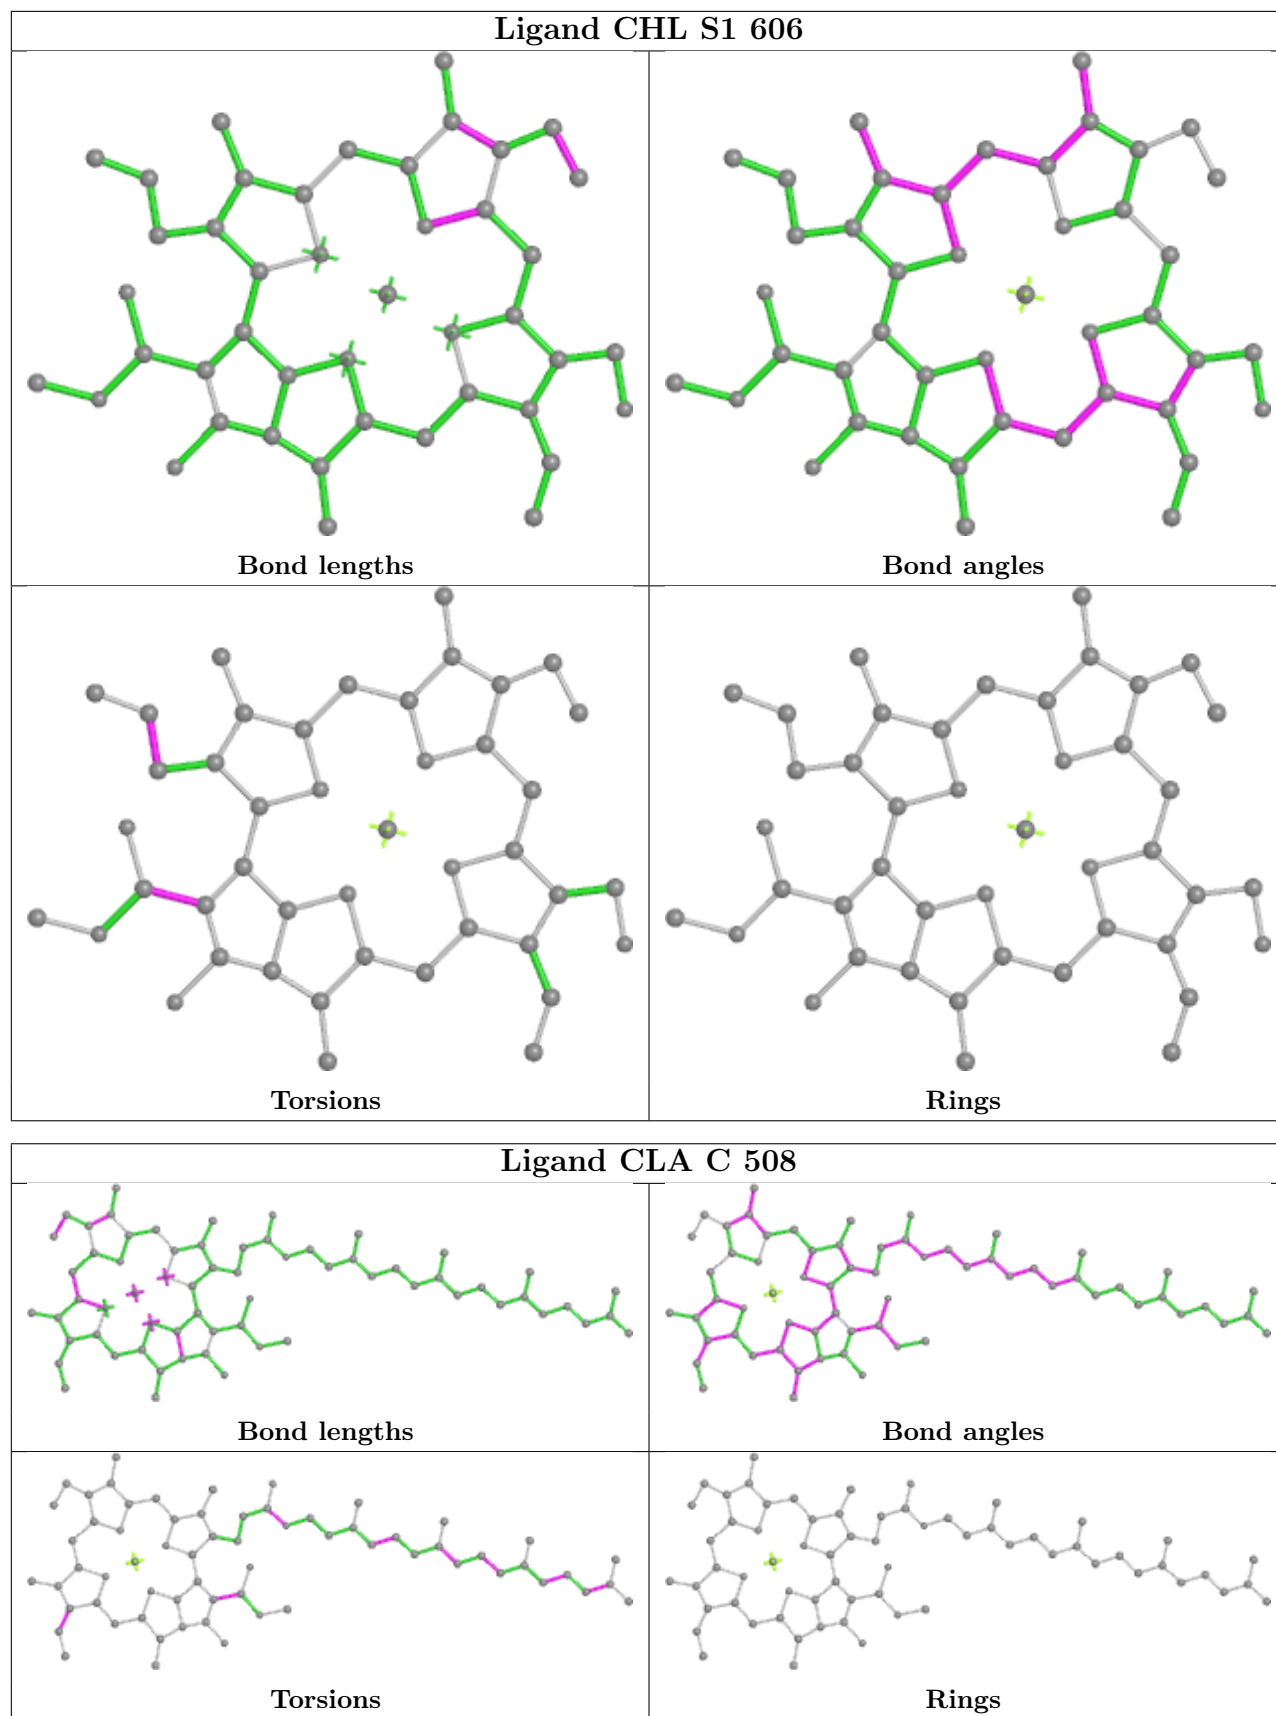 Ligand CHL S1 606
Bond lengths
Bond angles
Torsions
Rings
Ligand CLA C 508
Bond lengths
Bond angles
Torsions
Rings